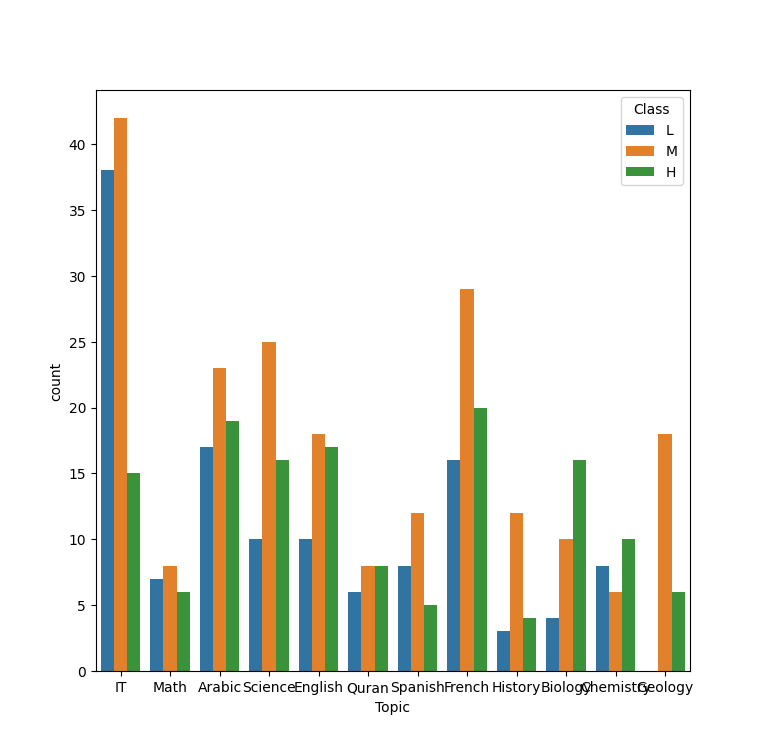 Class
L
M
H
40
35
30
25
20
15
10
5
0
count
IT Math Arabic Science English Quran Spanish French History Biology Chemistry Geology
Topic